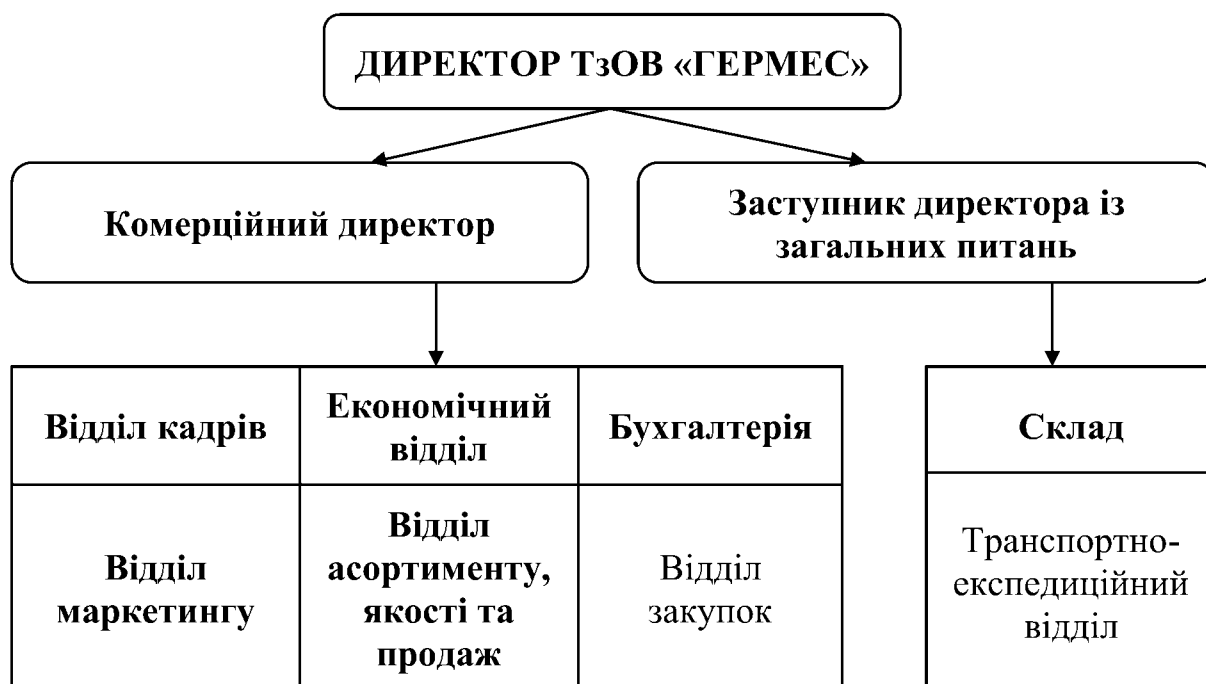 ДИРЕКТОР ТзОВ «ГЕРМЕС»
Комерційний директор
Заступник директора із
загальних питань
Відділ кадрів
Економічний
відділ
Бухгалтерія
Склад
Відділ
маркетингу
Відділ
асортименту,
якості та
продаж
Відділ
закупок
Транспортно-
експедиційний
відділ